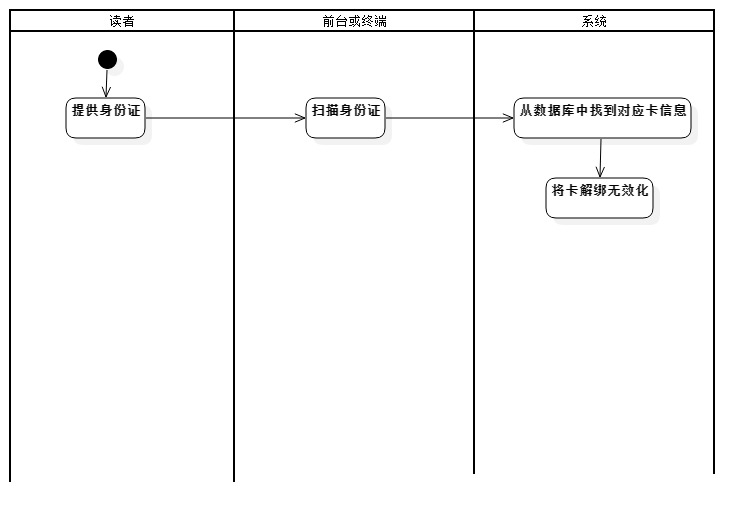 读者
前台或终端
系统
提供身份证
扫描身份证
从数据库中找到对应卡信息
将卡解绑无效化